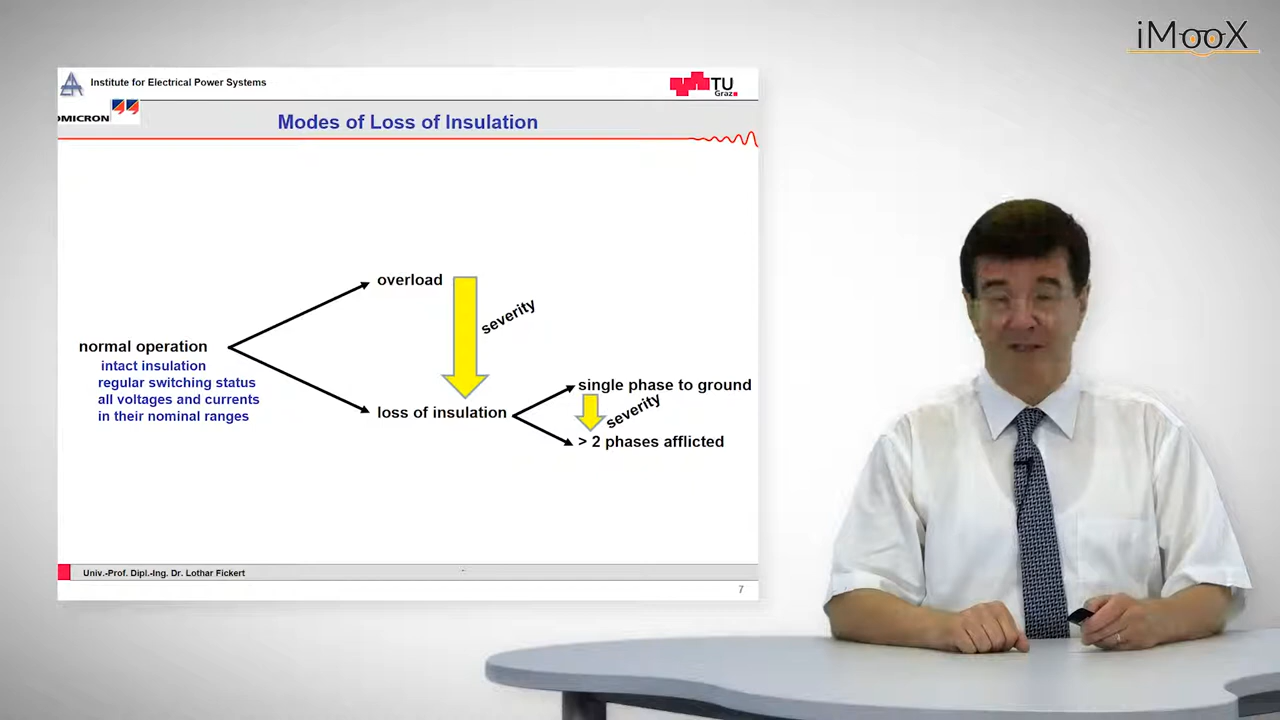 iMooX
Institute for Electrical Power Systems
TU
Graz
OMICRON
Modes of Loss of Insulation
overload
severity
normal operation
intact insulation
regular switching status
all voltages and currents
in their nominal ranges
loss of insulation
single phase to ground
severity
> 2 phases afflicted
Univ.-Prof. Dipl.-Ing. Dr. Lothar Fickert
7